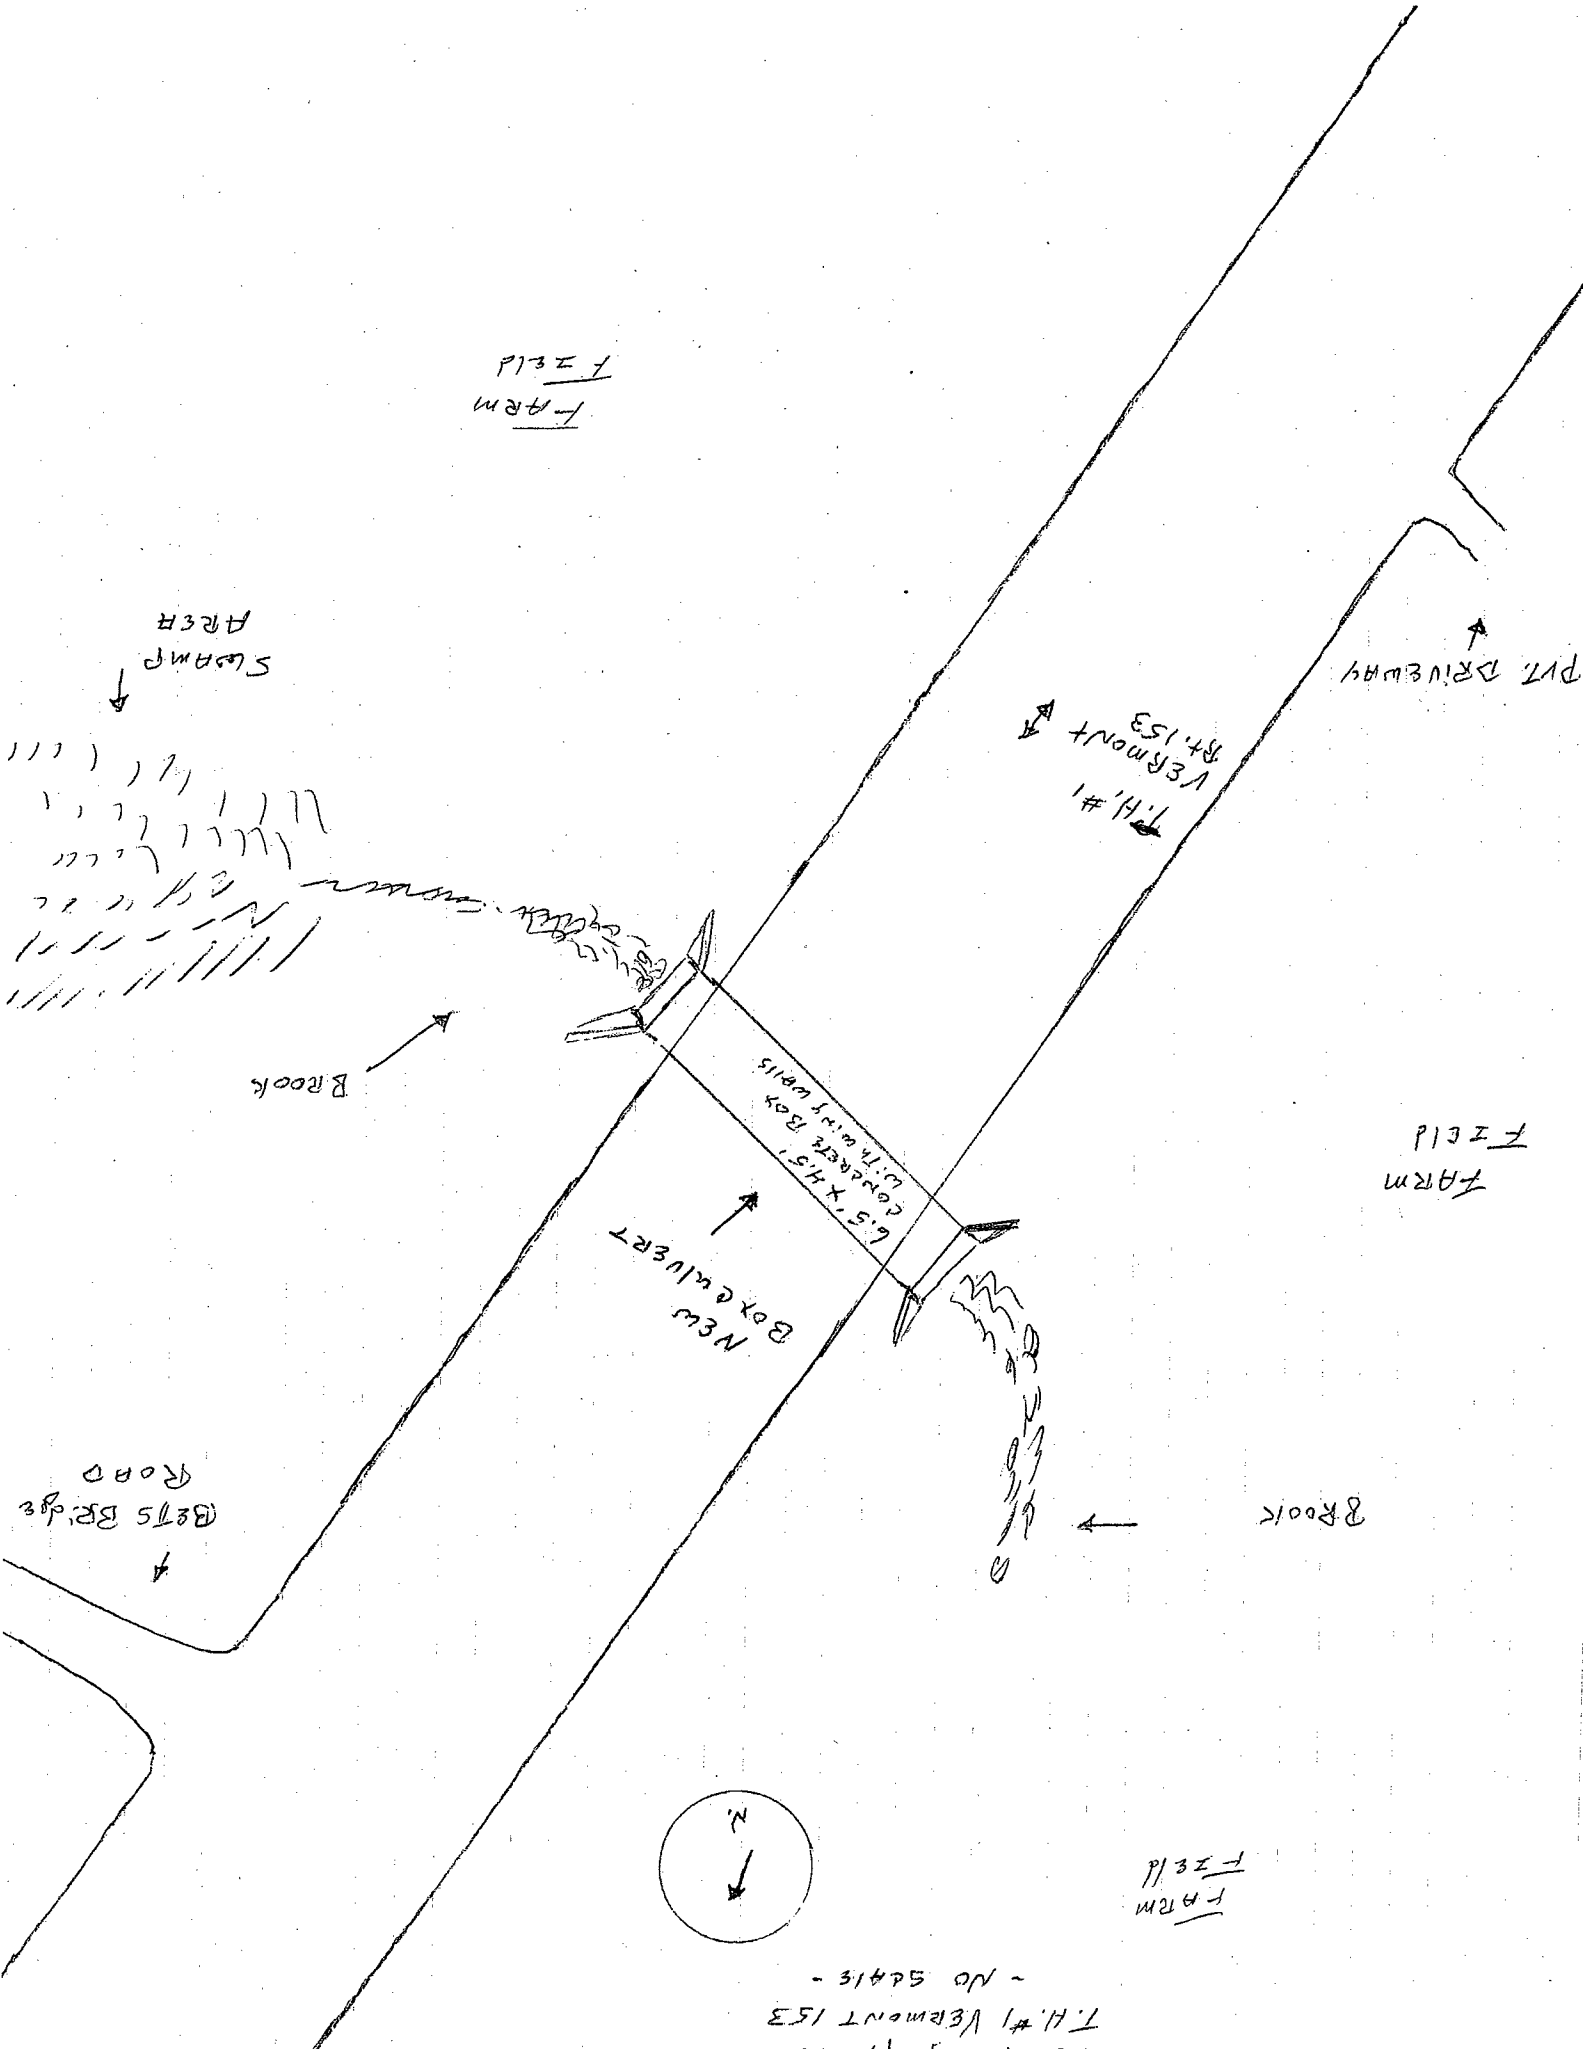 T.H. #1 VERMONT 153
- NO SCALE -
FARM
FIEld
N.
BETTS BRidgE
ROAD
BROOK
NEW
BOX CulVERT
6.5' X 4.5'
CONCRETE BOX
WiTh WiNg WAlls
FARM
FIEld
BROOK
T.H. #1
VERMONT
Rt. 153
PVT. DRiVEWAY
SWAMP
AREA
FARM
FIEld